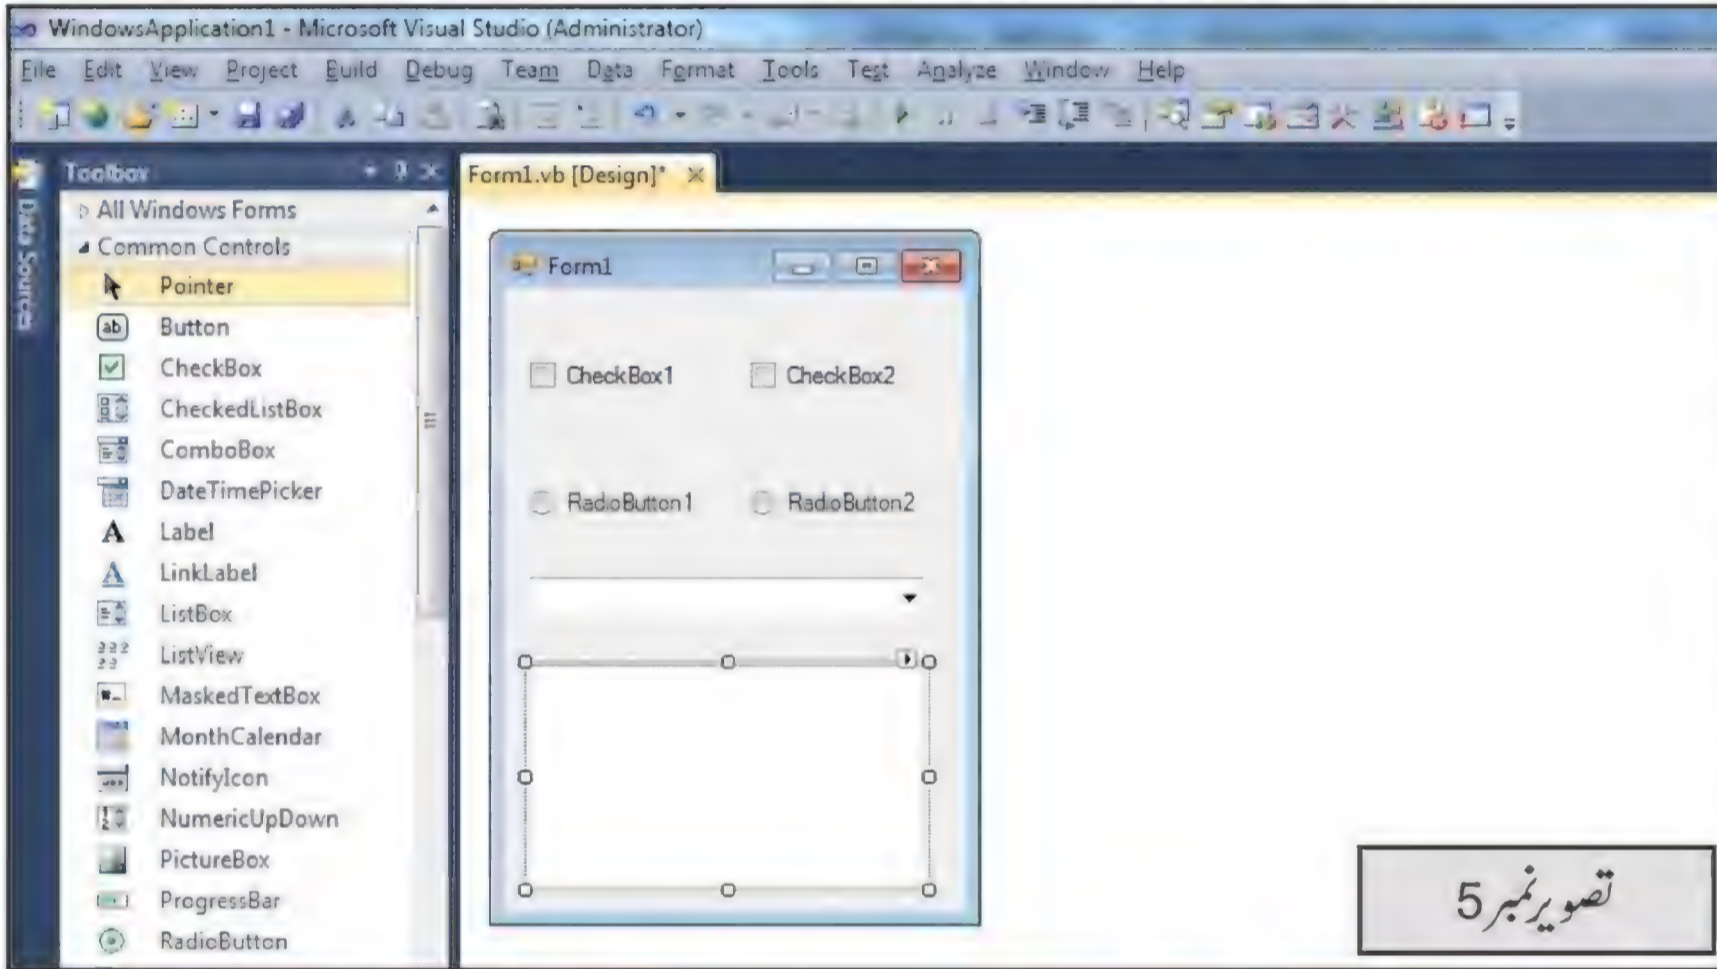 WindowsApplication1 - Microsoft Visual Studio (Administrator)
File Edit View Project Build Debug Team Data Format Tools Test Analyze Window Help
Data Sources
Toolbox
All Windows Forms
Common Controls
Pointer
Button
CheckBox
CheckedListBox
ComboBox
DateTimePicker
Label
LinkLabel
ListBox
ListView
MaskedTextBox
MonthCalendar
NotifyIcon
NumericUpDown
PictureBox
ProgressBar
RadioButton
Form1.vb [Design]*
Form1
CheckBox1 CheckBox2
RadioButton1 RadioButton2
تصویر نمبر 5